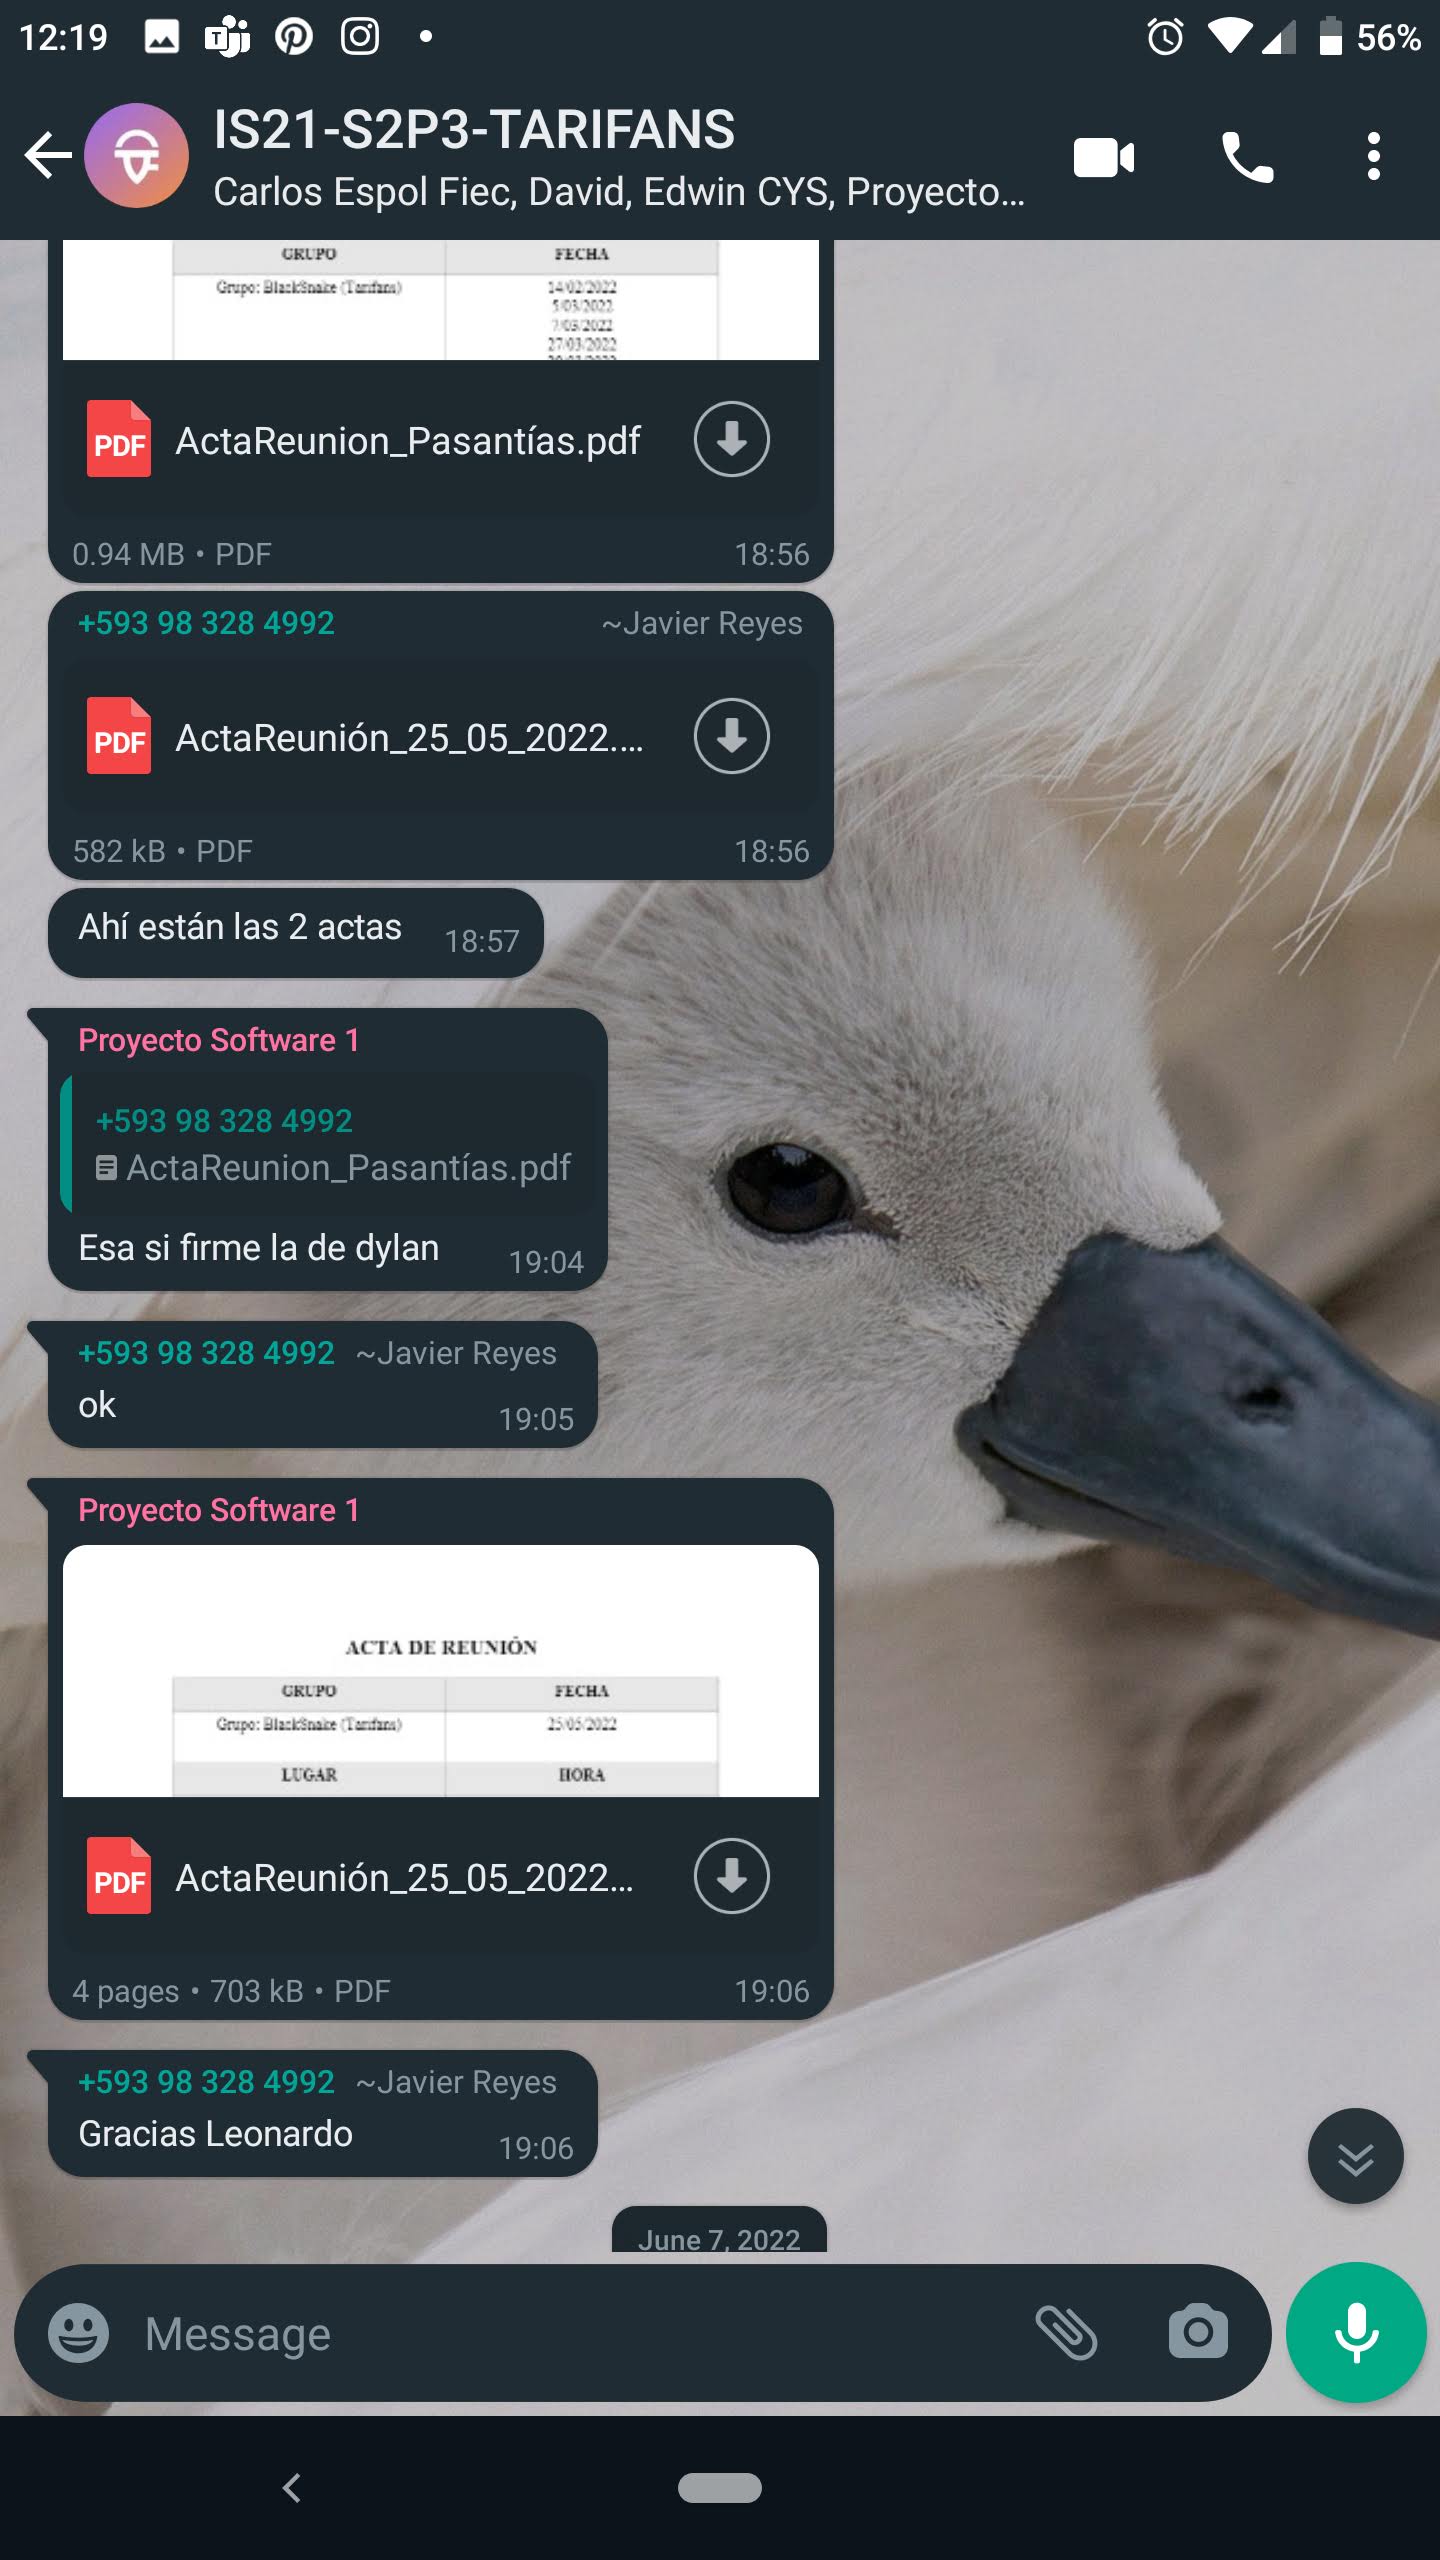 12:19
56%
IS21-S2P3-TARIFANS
Carlos Espol Fiec, David, Edwin CYS, Proyecto...
GRUPO FECHA
Grupo: BlackSnake (Tarifans) 14/02/2022
5/03/2022
7/03/2022
27/03/2022
PDF ActaReunion_Pasantías.pdf
0.94 MB • PDF 18:56
+593 98 328 4992 ~Javier Reyes
PDF ActaReunión_25_05_2022....
582 kB • PDF 18:56
Ahí están las 2 actas 18:57
Proyecto Software 1
+593 98 328 4992
ActaReunion_Pasantías.pdf
Esa si firme la de dylan 19:04
+593 98 328 4992 ~Javier Reyes
ok 19:05
Proyecto Software 1
ACTA DE REUNIÓN
GRUPO FECHA
Grupo: BlackSnake (Tarifans) 25/05/2022
LUGAR HORA
PDF ActaReunión_25_05_2022...
4 pages • 703 kB • PDF 19:06
+593 98 328 4992 ~Javier Reyes
Gracias Leonardo 19:06
June 7, 2022
Message